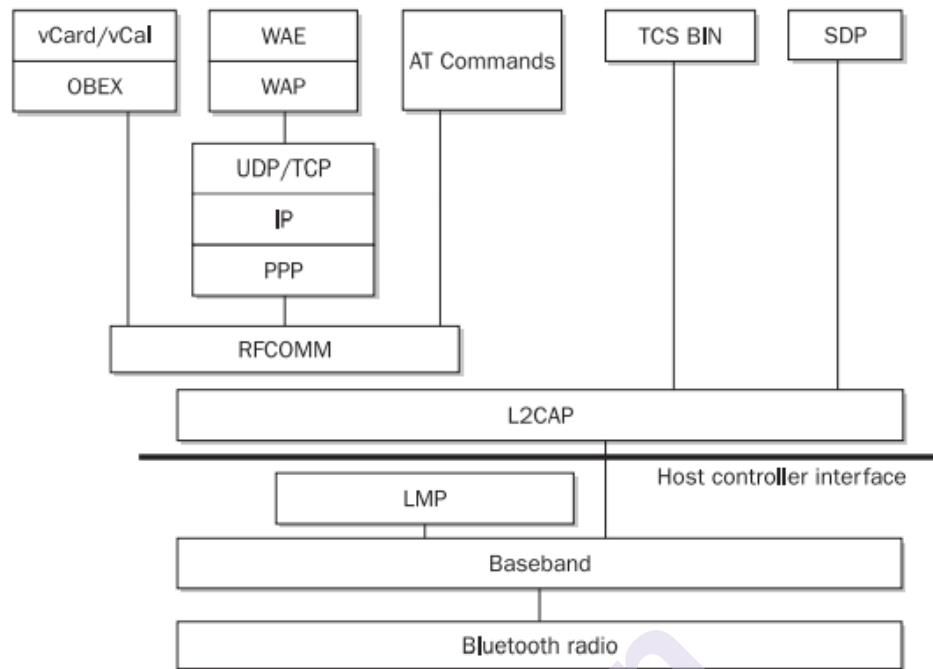 vCard/vCal
OBEX
WAE
WAP
AT Commands
TCS BIN
SDP
UDP/TCP
IP
PPP
RFCOMM
L2CAP
Host controller interface
LMP
Baseband
Bluetooth radio